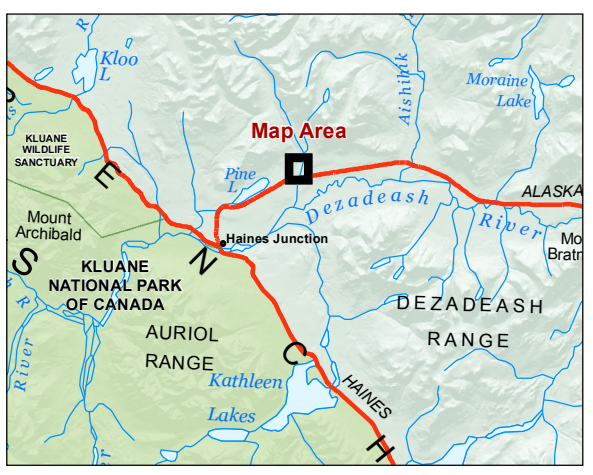 Kloo
L
R
Moraine
Lake
Aishihik
Map Area
KLUANE
WILDLIFE
SANCTUARY
E
Pine
L
ALASKA
Dezadeash
River
Mount
Archibald
Haines Junction
S
N
KLUANE
NATIONAL PARK
OF CANADA
R
DEZADEASH
RANGE
AURIOL
RANGE
River
C
Kathleen
Lakes
HAINES
H